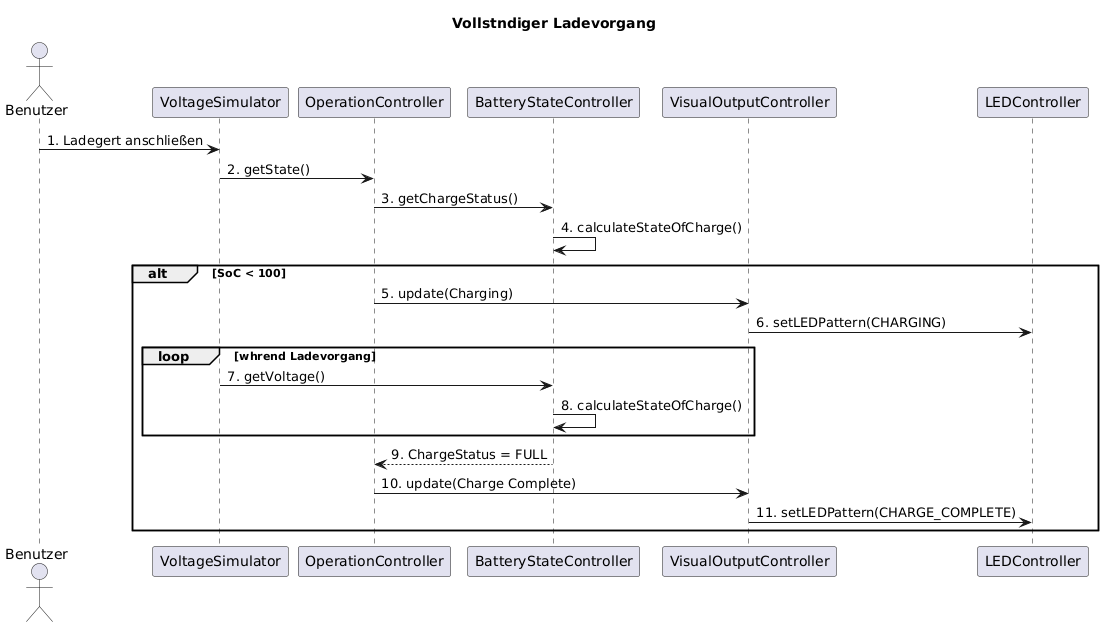 Vollstndiger Ladevorgang
Benutzer
VoltageSimulator
OperationController
BatteryStateController
VisualOutputController
LEDController
1. Ladegert anschließen
2. getState()
3. getChargeStatus()
4. calculateStateOfCharge()
alt
[SoC < 100]
5. update(Charging)
6. setLEDPattern(CHARGING)
loop
[whrend Ladevorgang]
7. getVoltage()
8. calculateStateOfCharge()
9. ChargeStatus = FULL
10. update(Charge Complete)
11. setLEDPattern(CHARGE_COMPLETE)
Benutzer
VoltageSimulator
OperationController
BatteryStateController
VisualOutputController
LEDController